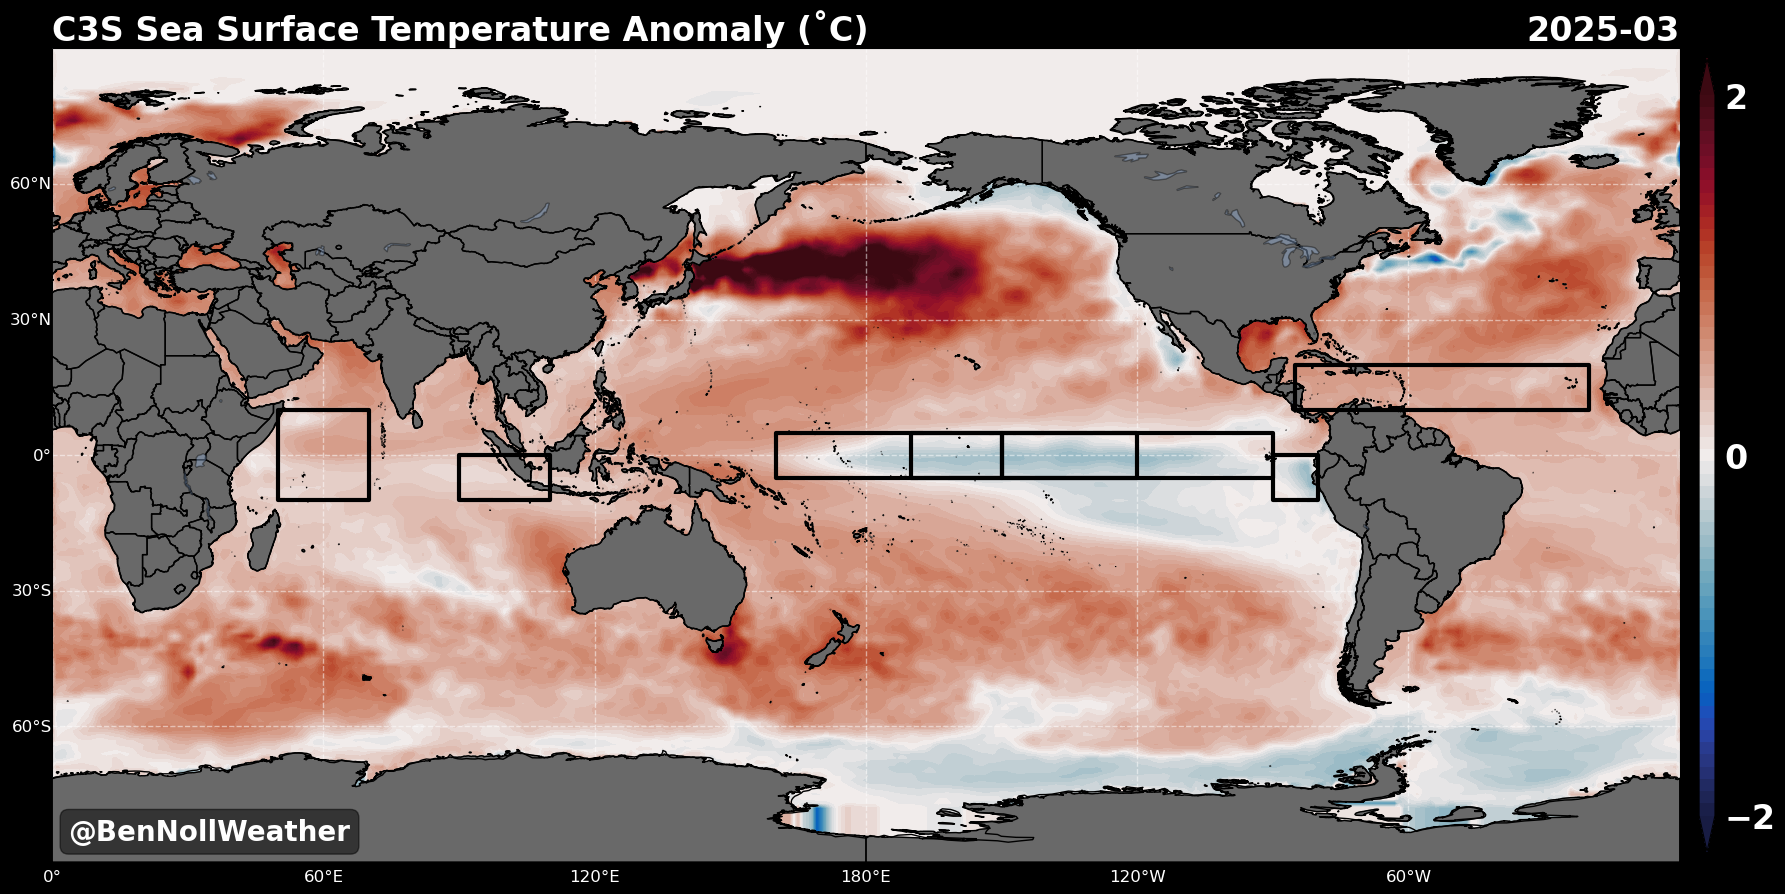 C3S Sea Surface Temperature Anomaly (˚C)
2025-03
2
60°N
30°N
0°
0
30°S
60°S
−2
@BenNollWeather
0°
60°E
120°E
180°E
120°W
60°W